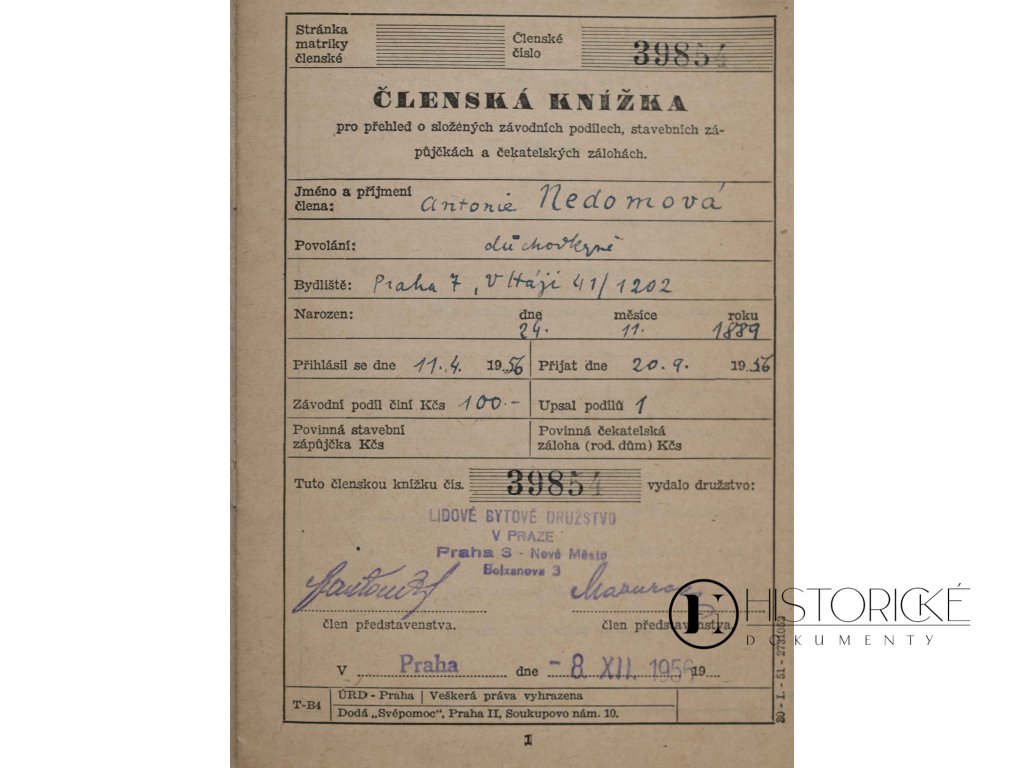 Stránka
matriky
členské
Členské
číslo
39854
ČLENSKÁ KNÍŽKA
pro přehled o složených závodních podílech, stavebních zá-
půjčkách a čekatelských zálohách.
Jméno a příjmení
člena: Antonie Nedomová
Povolání: důchodkyně
Bydliště: Praha 7, V Háji 41/1202
Narozen: dne měsíce roku
24. 11. 1889
Přihlásil se dne 11.4. 1956 Přijat dne 20.9. 1956
Závodní podíl činí Kčs 100.- Upsal podílů 1
Povinná stavební
zápůjčka Kčs
Povinná čekatelská
záloha (rod. dům) Kčs
Tuto členskou knížku čís. 39854 vydalo družstvo:
LIDOVÉ BYTOVÉ DRUŽSTVO
V PRAZE
Praha 3 - Nové Město
Bolzanova 3
člen představenstva. člen představenstva.
V Praha dne - 8. XII. 1956 19
T-B4
ÚRD - Praha | Veškerá práva vyhrazena
Dodá „Svépomoc", Praha II, Soukupovo nám. 10.
1
HISTORICKÉ
DOKUMENTY